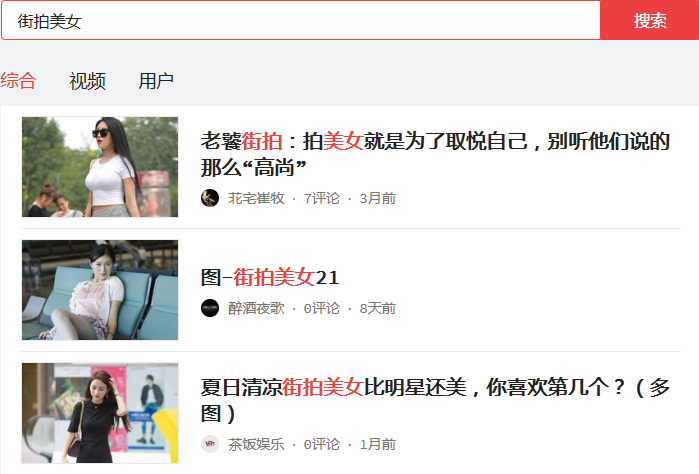 街拍美女
搜索
综合 视频 用户
老饕街拍：拍美女就是为了取悦自己，别听他们说的
那么“高尚”
花宅崔牧 · 7评论 · 3月前
图-街拍美女21
醉酒夜歌 · 0评论 · 8天前
夏日清凉街拍美女比明星还美，你喜欢第几个？（多
图）
茶饭娱乐 · 0评论 · 1月前